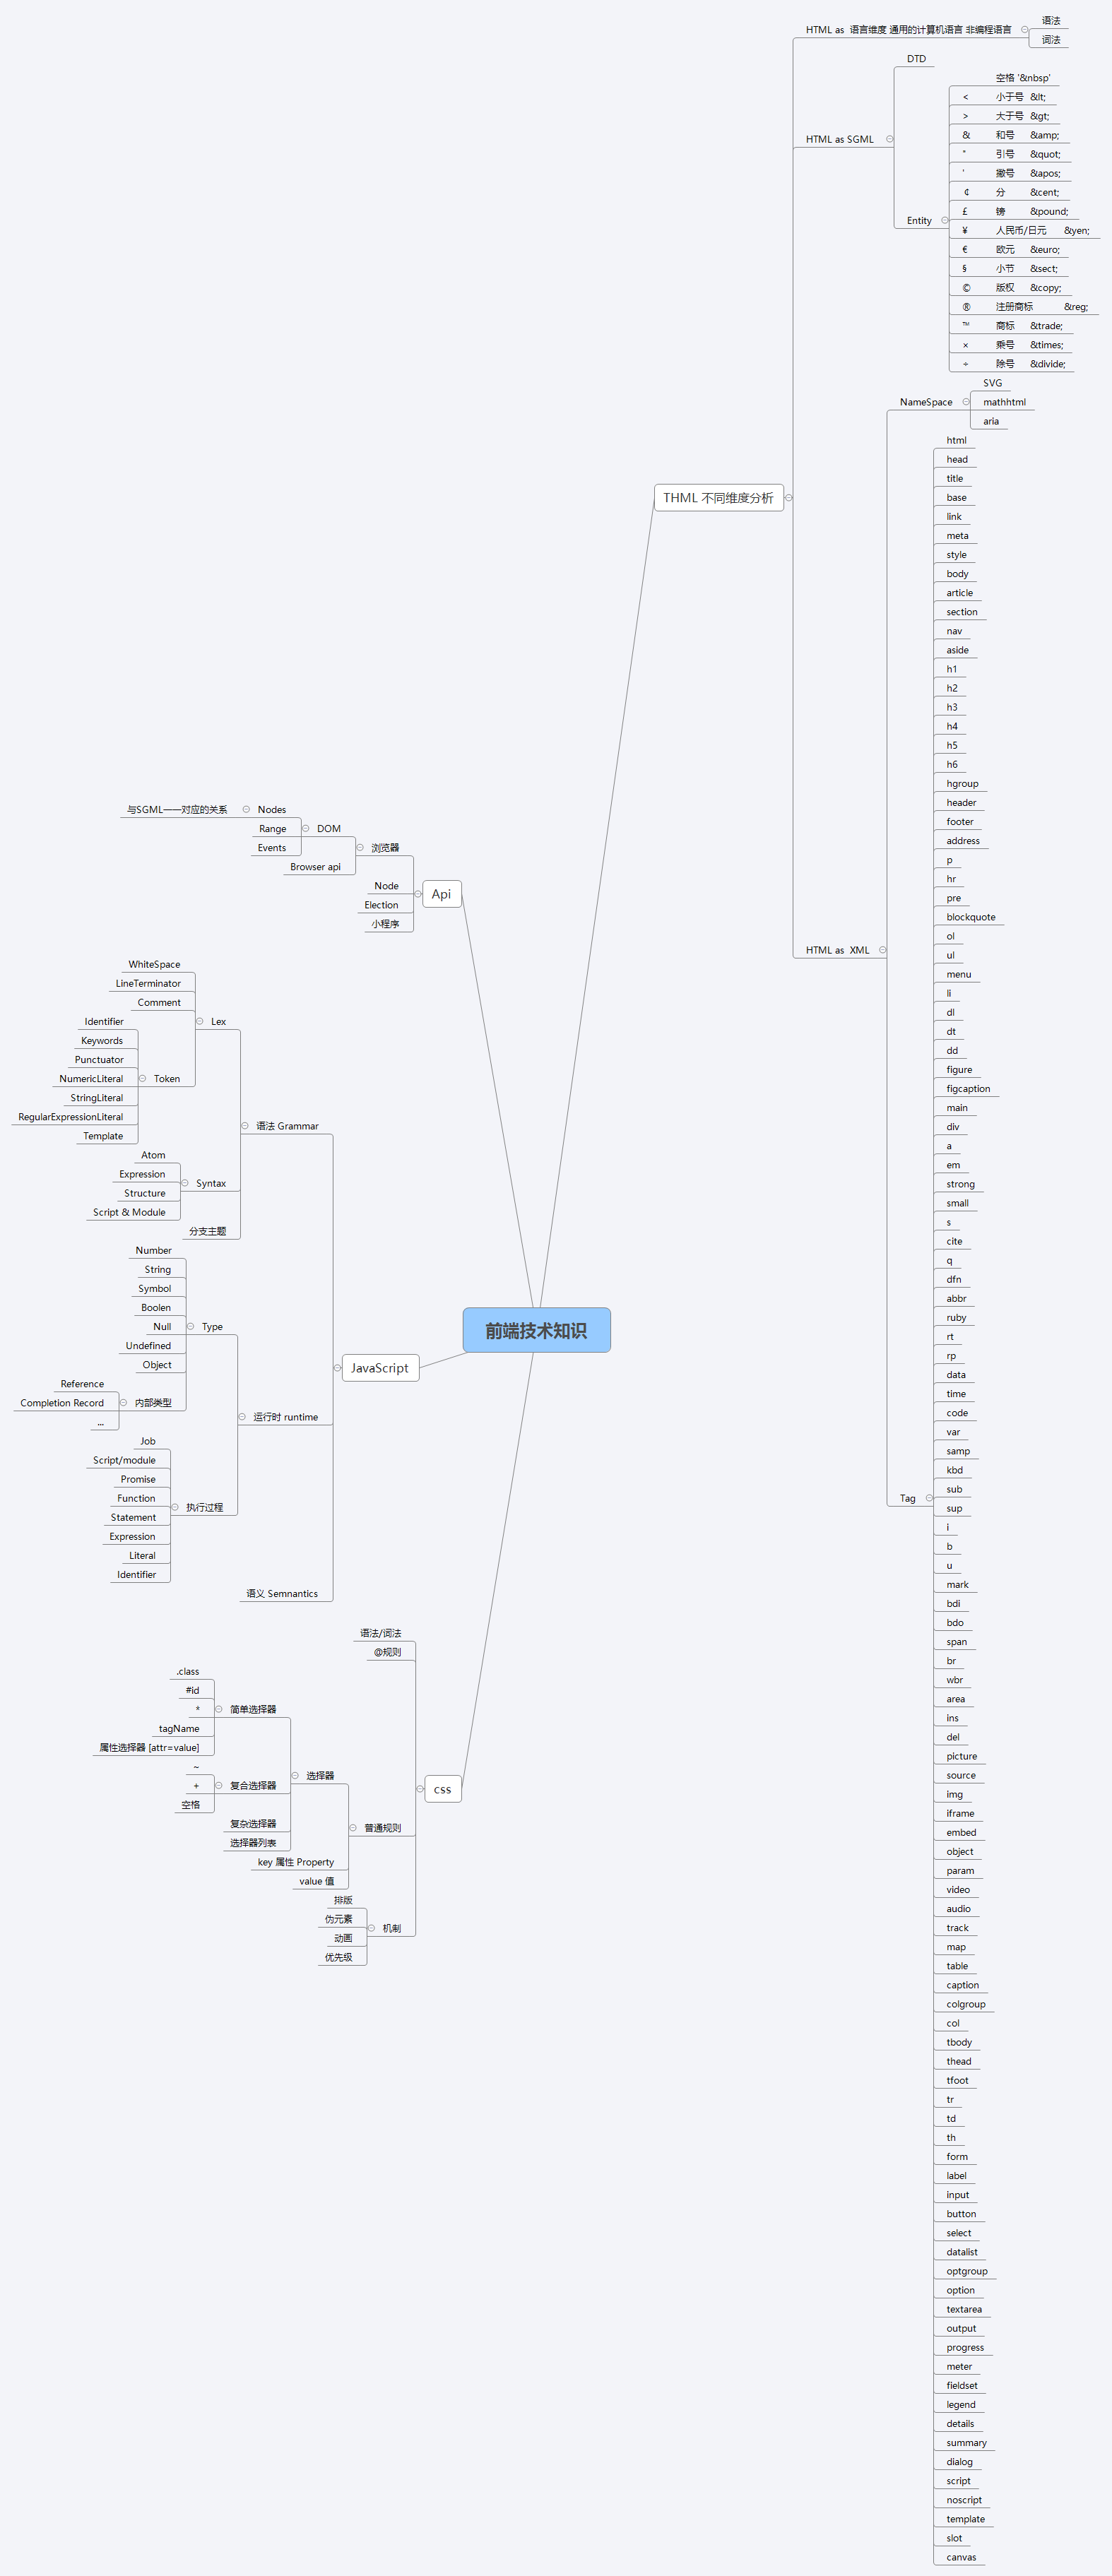 前端技术知识
THML 不同维度分析
HTML as  语言维度 通用的计算机语言 非编程语言
语法
词法
HTML as SGML
DTD
Entity
空格 '&nbsp'
< 小于号 &lt;
> 大于号 &gt;
& 和号 &amp;
" 引号 &quot;
' 撇号 &apos;
¢ 分 &cent;
£ 镑 &pound;
¥ 人民币/日元 &yen;
€ 欧元 &euro;
§ 小节 &sect;
© 版权 &copy;
® 注册商标 &reg;
™ 商标 &trade;
× 乘号 &times;
÷ 除号 &divide;
HTML as  XML
NameSpace
SVG
mathhtml
aria
Tag
html
head
title
base
link
meta
style
body
article
section
nav
aside
h1
h2
h3
h4
h5
h6
hgroup
header
footer
address
p
hr
pre
blockquote
ol
ul
menu
li
dl
dt
dd
figure
figcaption
main
div
a
em
strong
small
s
cite
q
dfn
abbr
ruby
rt
rp
data
time
code
var
samp
kbd
sub
sup
i
b
u
mark
bdi
bdo
span
br
wbr
area
ins
del
picture
source
img
iframe
embed
object
param
video
audio
track
map
table
caption
colgroup
col
tbody
thead
tfoot
tr
td
th
form
label
input
button
select
datalist
optgroup
option
textarea
output
progress
meter
fieldset
legend
details
summary
dialog
script
noscript
template
slot
canvas
Api
浏览器
DOM
Nodes
与SGML一一对应的关系
Range
Events
Browser api
Node
Election
小程序
JavaScript
语法 Grammar
Lex
WhiteSpace
LineTerminator
Comment
Token
Identifier
Keywords
Punctuator
NumericLiteral
StringLiteral
RegularExpressionLiteral
Template
Syntax
Atom
Expression
Structure
Script & Module
分支主题
运行时 runtime
Type
Number
String
Symbol
Boolen
Null
Undefined
Object
内部类型
Reference
Completion Record
...
执行过程
Job
Script/module
Promise
Function
Statement
Expression
Literal
Identifier
语义 Semnantics
css
语法/词法
@规则
普通规则
选择器
简单选择器
.class
#id
*
tagName
属性选择器 [attr=value]
复合选择器
~
+
空格
复杂选择器
选择器列表
key 属性 Property
value 值
机制
排版
伪元素
动画
优先级